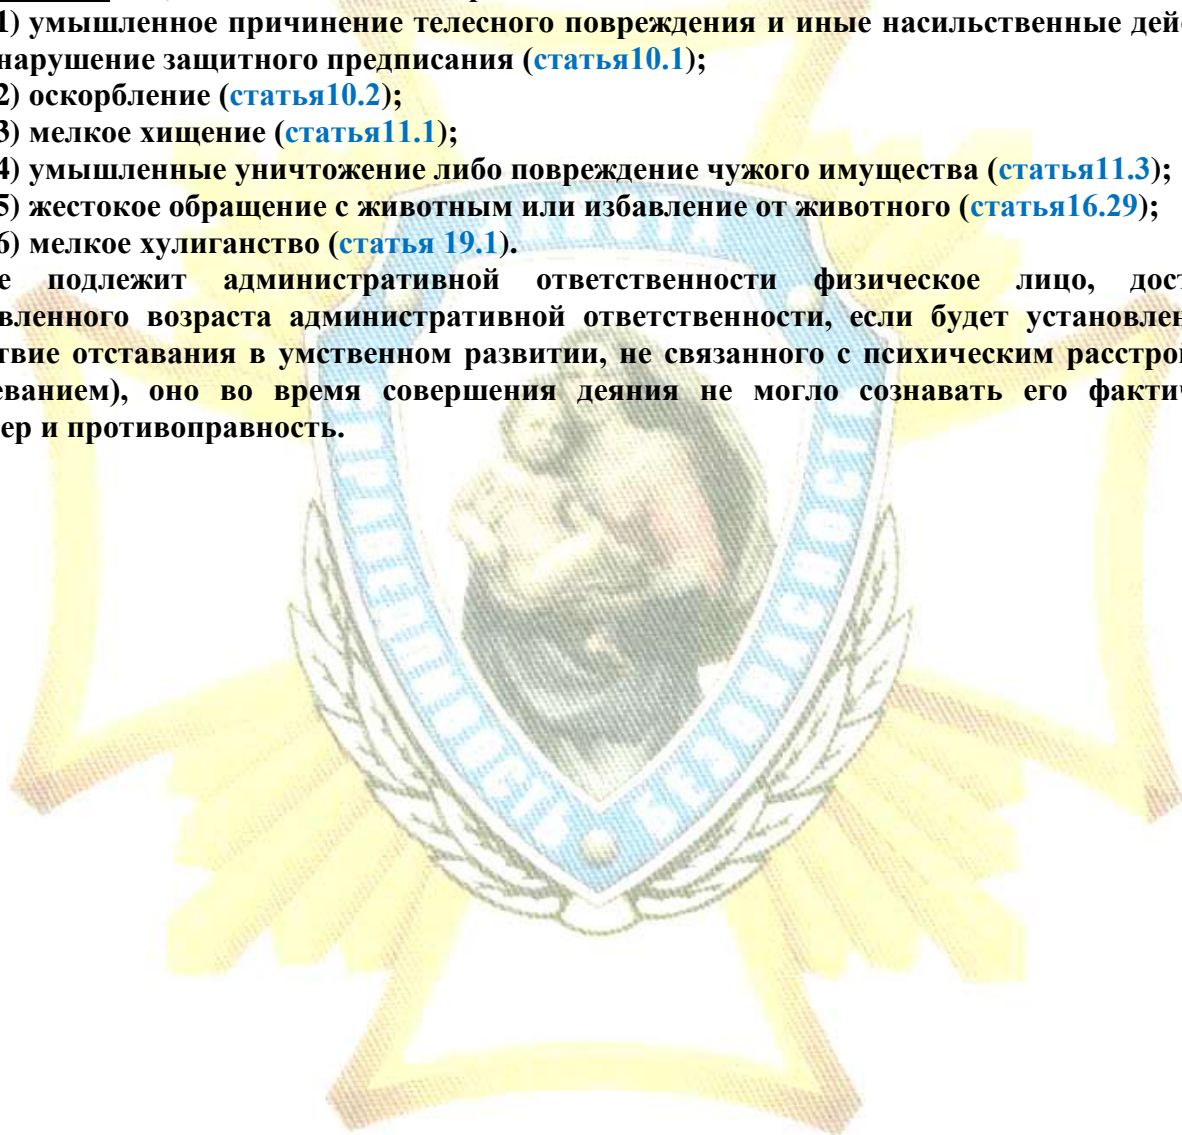 1) умышленное причинение телесного повреждения и иные насильственные дей
нарушение защитного предписания (статья10.1);
2) оскорбление (статья10.2);
3) мелкое хищение (статья11.1);
4) умышленные уничтожение либо повреждение чужого имущества (статья11.3);
5) жестокое обращение с животным или избавление от животного (статья16.29);
6) мелкое хулиганство (статья 19.1).
е подлежит административной ответственности физическое лицо, дост
вленного возраста административной ответственности, если будет установлен
твие отставания в умственном развитии, не связанного с психическим расстрой
еванием), оно во время совершения деяния не могло сознавать его фактич
ер и противоправность.
БЕЗОПАСНОСТЬ